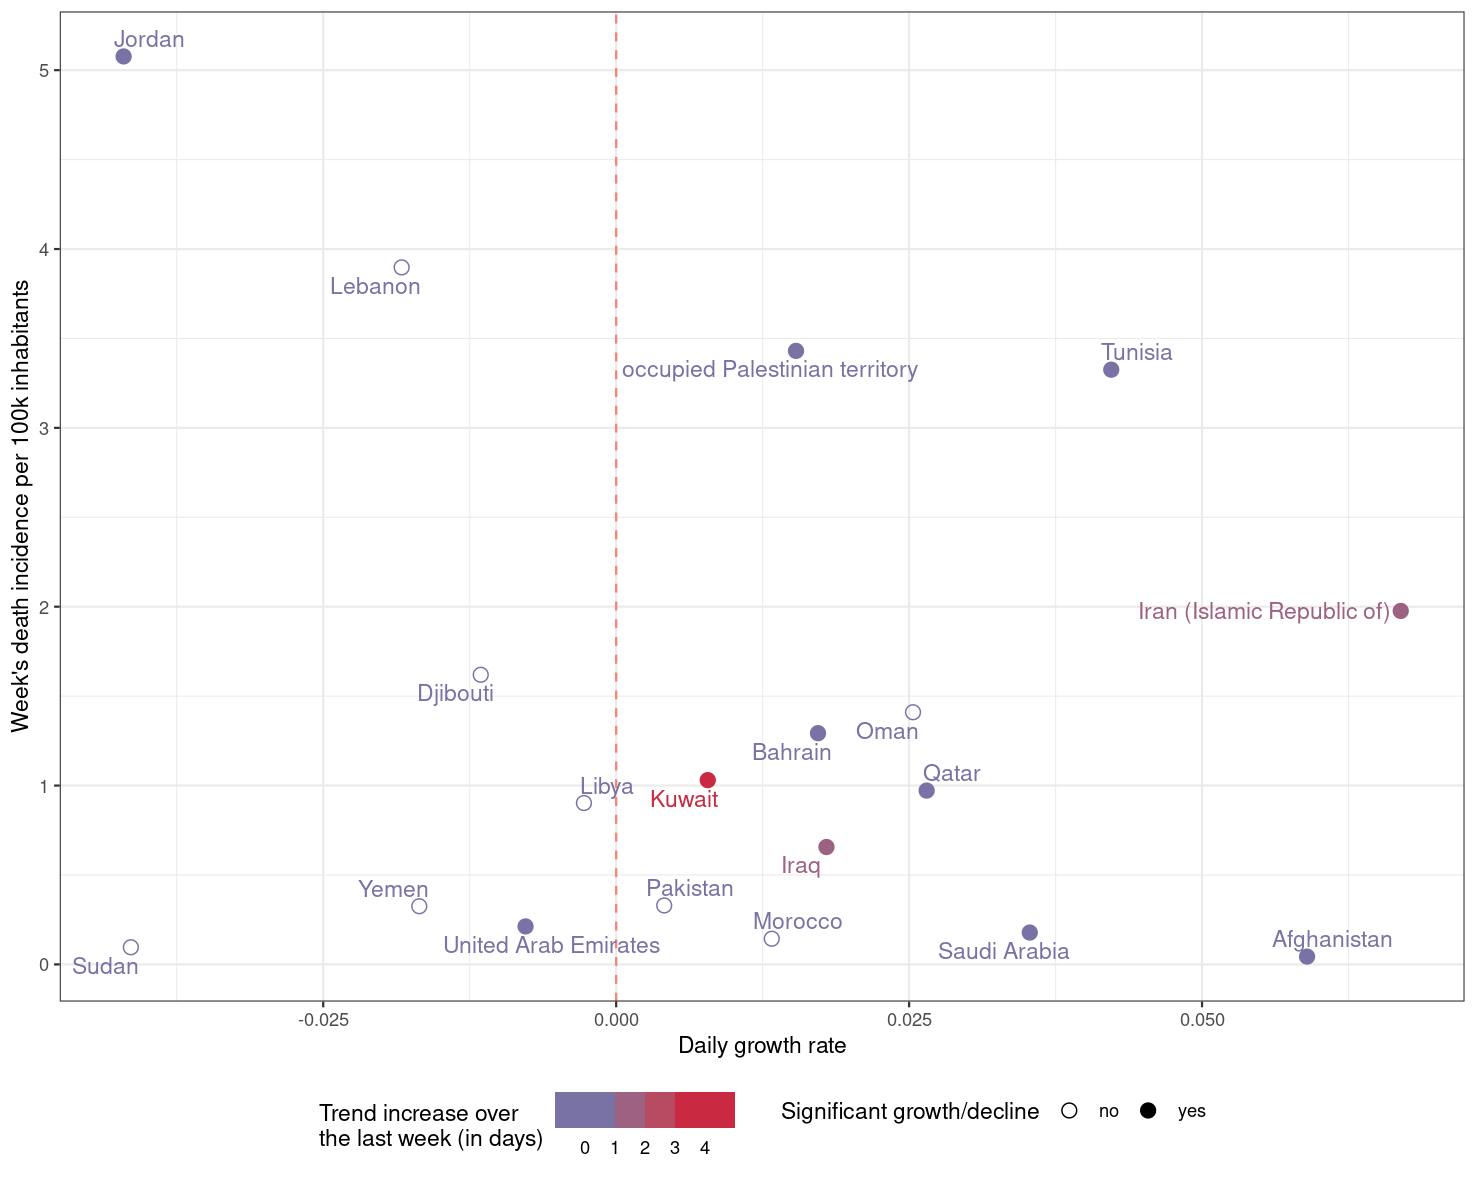 Jordan
5
4
Lebanon
Tunisia
occupied Palestinian territory
3
Week's death incidence per 100k inhabitants
2
Iran (Islamic Republic of)
Djibouti
Oman
Bahrain
Qatar
1
Libya
Kuwait
Iraq
Yemen
Pakistan
Morocco
United Arab Emirates
Saudi Arabia
Afghanistan
0
Sudan
-0.025
0.000
0.025
0.050
Daily growth rate
Trend increase over
the last week (in days)
0 1 2 3 4
Significant growth/decline
no
yes